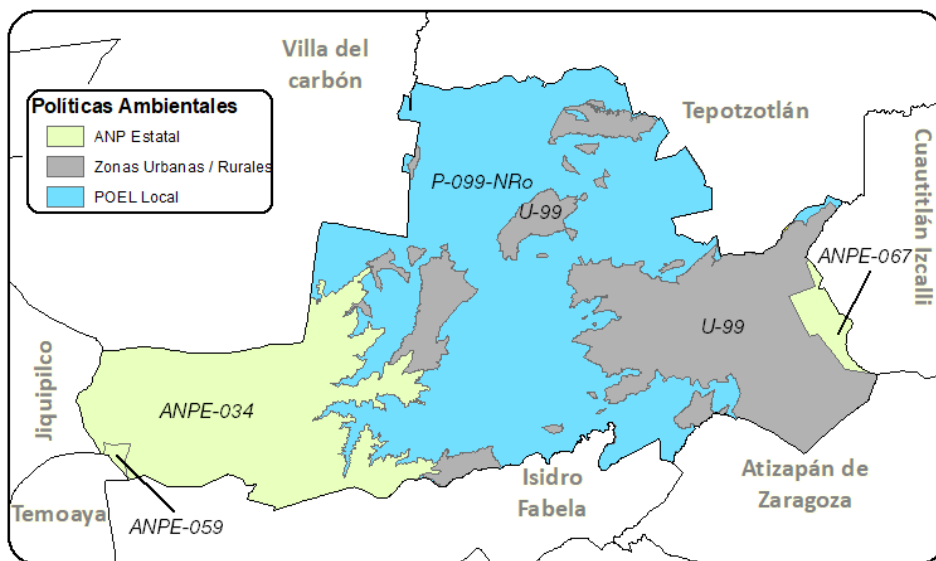 Villa del
carbón
Tepotzotlán
Cuautitlán Izcalli
Políticas Ambientales
ANP Estatal
Zonas Urbanas / Rurales
POEL Local
P-099-NRo
U-99
ANPE-067
U-99
Jiquipilco
ANPE-034
Temoaya
ANPE-059
Isidro
Fabela
Atizapán de
Zaragoza